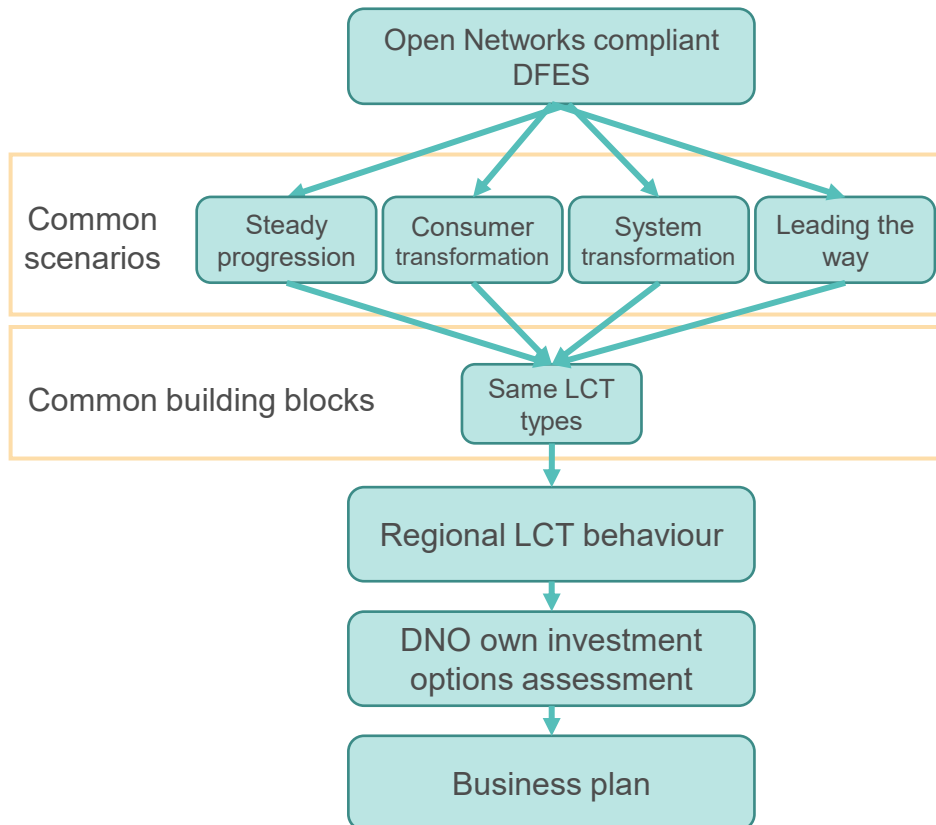 Open Networks compliant
DFES
Common
scenarios
Steady
progression
Consumer
transformation
System
transformation
Leading the
way
Common building blocks
Same LCT
types
Regional LCT behaviour
DNO own investment
options assessment
Business plan